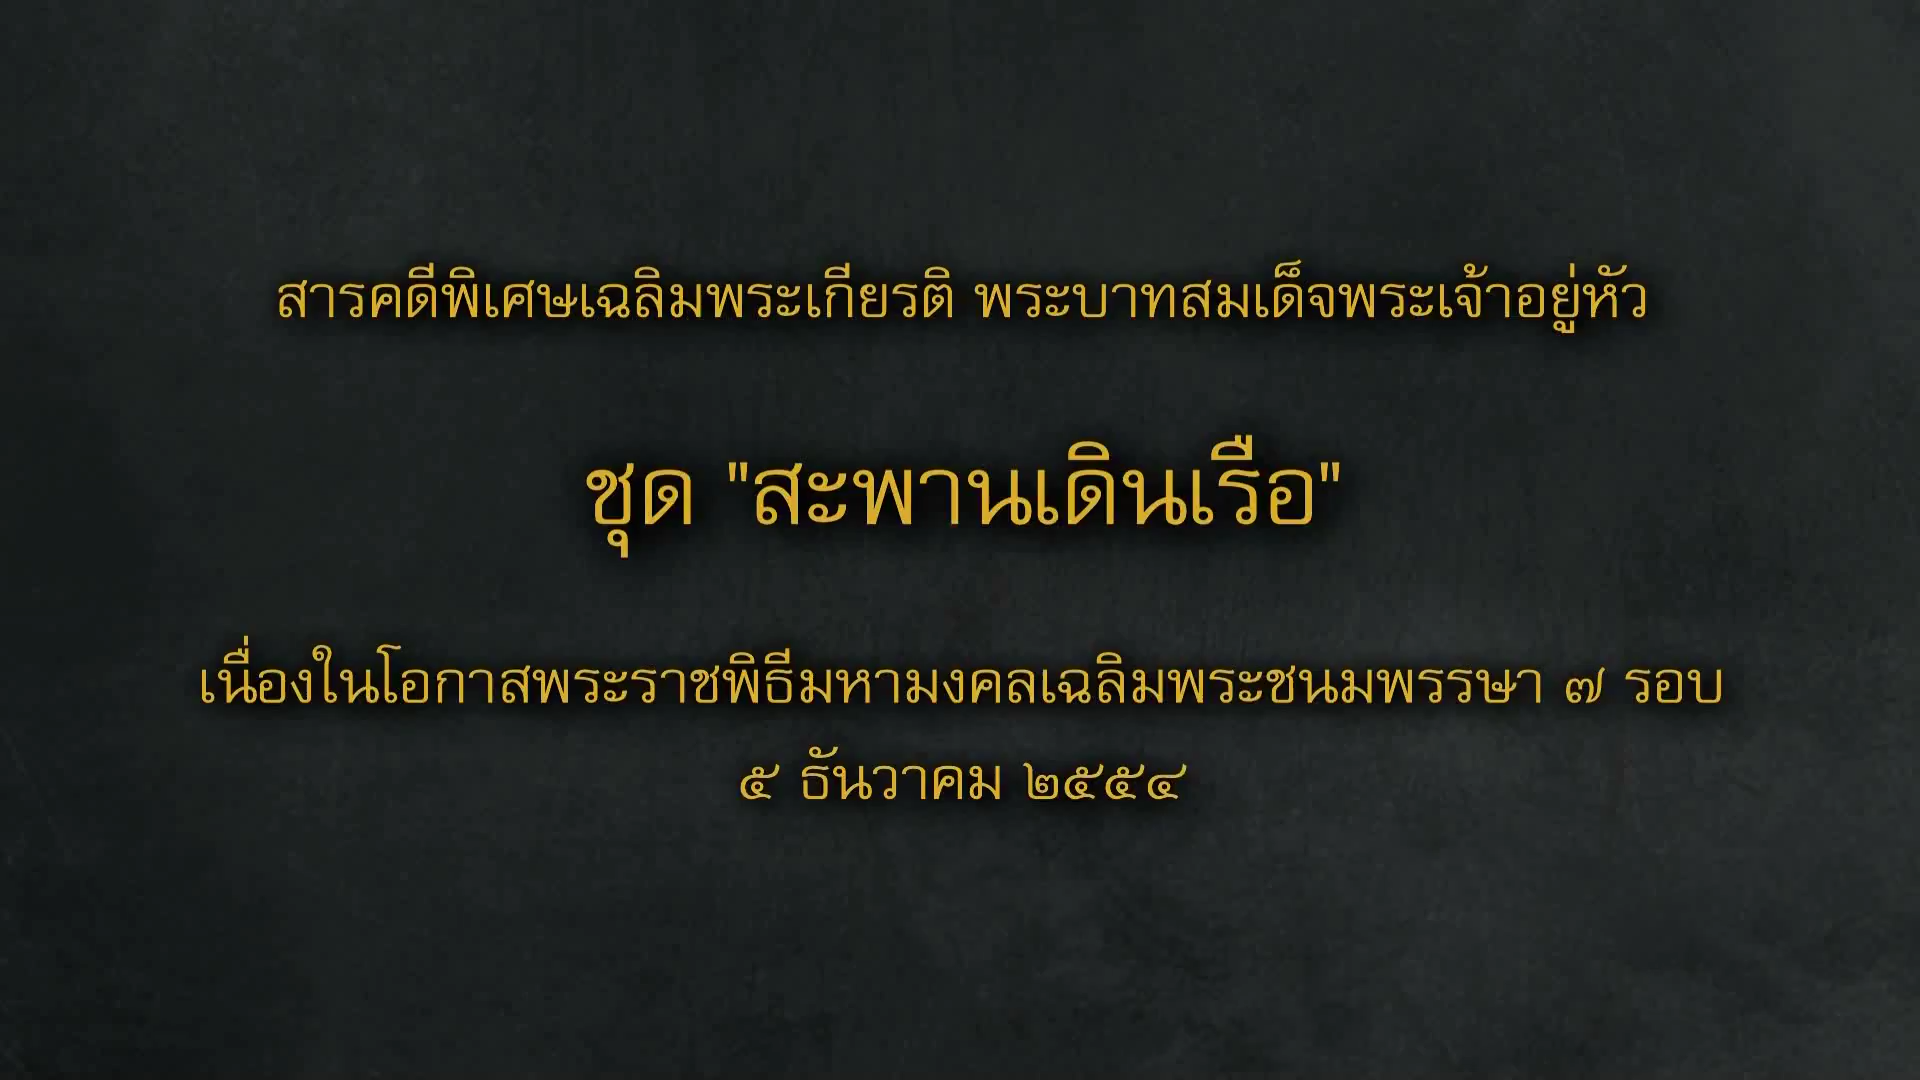 สารคดีพิเศษเฉลิมพระเกียรติ พระบาทสมเด็จพระเจ้าอยู่หัว
ชุด "สะพานเดินเรือ"
เนื่องในโอกาสพระราชพิธีมหามงคลเฉลิมพระชนมพรรษา ๗ รอบ
๕ ธันวาคม ๒๕๕๔